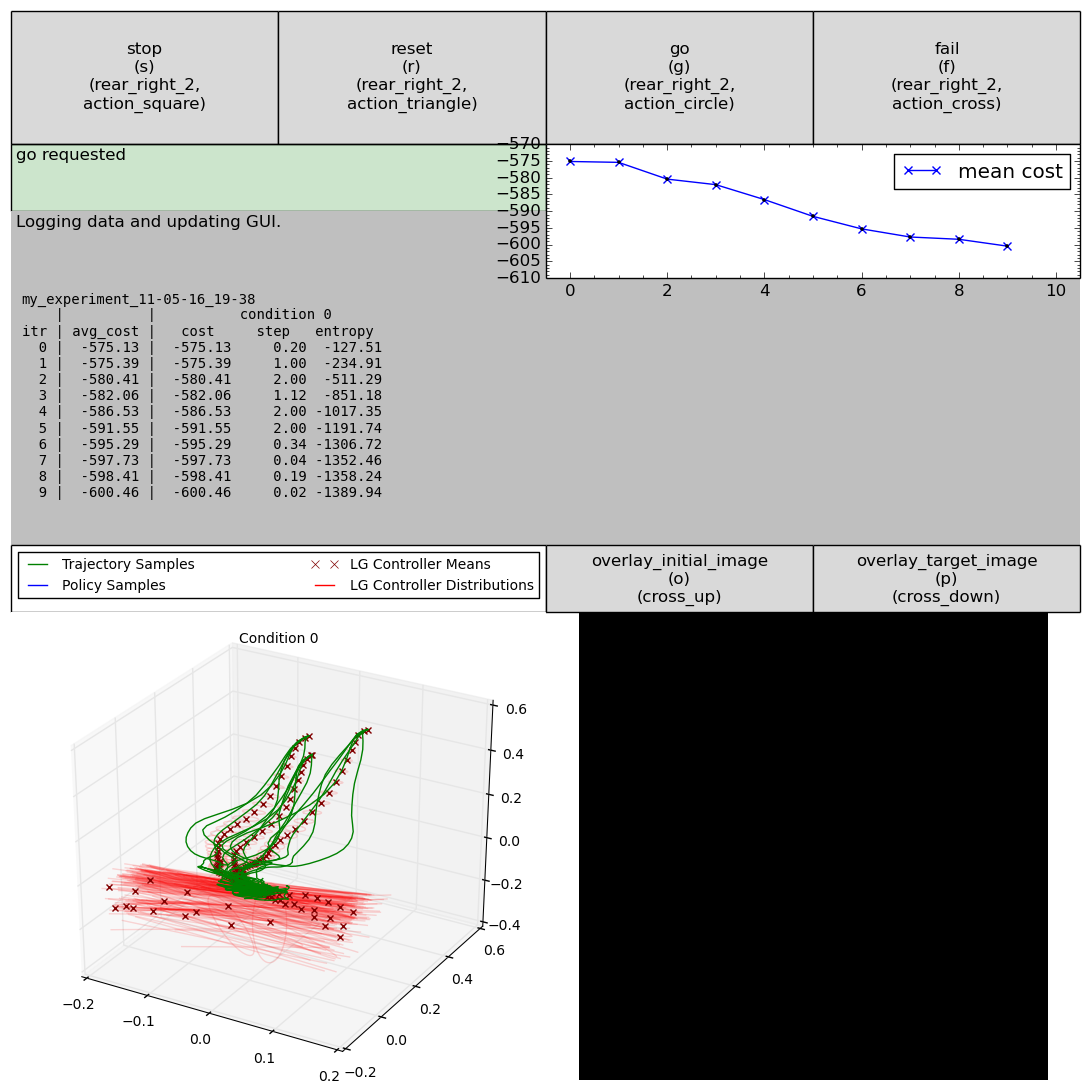 stop
(s)
(rear_right_2,
action_square)
reset
(r)
(rear_right_2,
action_triangle)
go
(g)
(rear_right_2,
action_circle)
fail
(f)
(rear_right_2,
action_cross)
go requested
−570
−575
−580
−585
−590
−595
−600
−605
−610
mean cost
0 2 4 6 8 10
Logging data and updating GUI.
my_experiment_11-05-16_19-38
| | condition 0
itr | avg_cost | cost step entropy
0 | -575.13 | -575.13 0.20 -127.51
1 | -575.39 | -575.39 1.00 -234.91
2 | -580.41 | -580.41 2.00 -511.29
3 | -582.06 | -582.06 1.12 -851.18
4 | -586.53 | -586.53 2.00 -1017.35
5 | -591.55 | -591.55 2.00 -1191.74
6 | -595.29 | -595.29 0.34 -1306.72
7 | -597.73 | -597.73 0.04 -1352.46
8 | -598.41 | -598.41 0.19 -1358.24
9 | -600.46 | -600.46 0.02 -1389.94
Trajectory Samples
Policy Samples
LG Controller Means
LG Controller Distributions
overlay_initial_image
(o)
(cross_up)
overlay_target_image
(p)
(cross_down)
Condition 0
0.6
0.4
0.2
0.0
−0.2
−0.4
0.6
0.4
0.2
0.0
−0.2
−0.2
−0.1
0.0
0.1
0.2